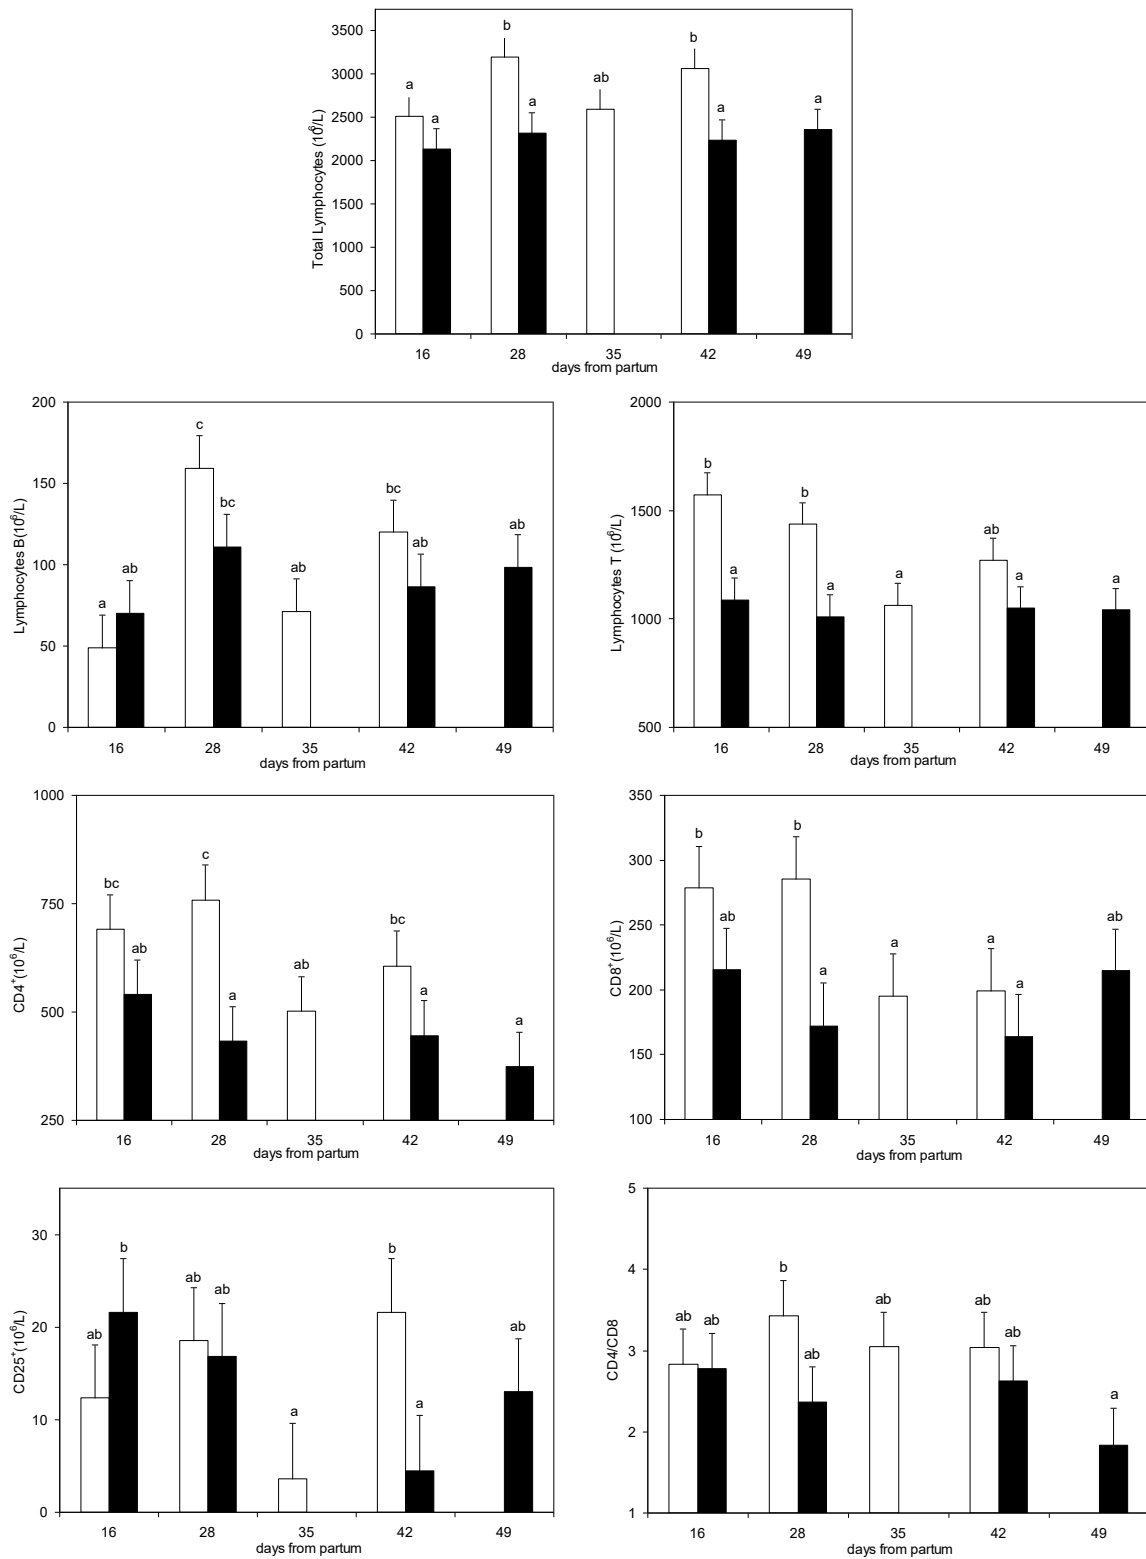 Total Lymphocytes (10⁶/L)
3500
3000
2500
2000
1500
1000
500
0
a
a
b
a
ab
b
a
a
16
28
35
42
49
days from partum
Lymphocytes B(10⁶/L)
200
150
100
50
0
a
ab
c
bc
ab
bc
ab
ab
16
28
35
42
49
days from partum
Lymphocytes T (10⁶/L)
2000
1500
1000
500
b
a
b
a
a
ab
a
a
16
28
35
42
49
days from partum
CD4⁺(10⁶/L)
1000
750
500
250
bc
ab
c
a
ab
bc
a
a
16
28
35
42
49
days from partum
CD8⁺(10⁶/L)
350
300
250
200
150
100
b
ab
b
a
a
a
a
ab
16
28
35
42
49
days from partum
CD25⁺(10⁶/L)
30
20
10
0
ab
b
ab
ab
a
b
a
ab
16
28
35
42
49
days from partum
CD4/CD8
5
4
3
2
1
ab
ab
b
ab
ab
ab
ab
a
16
28
35
42
49
days from partum